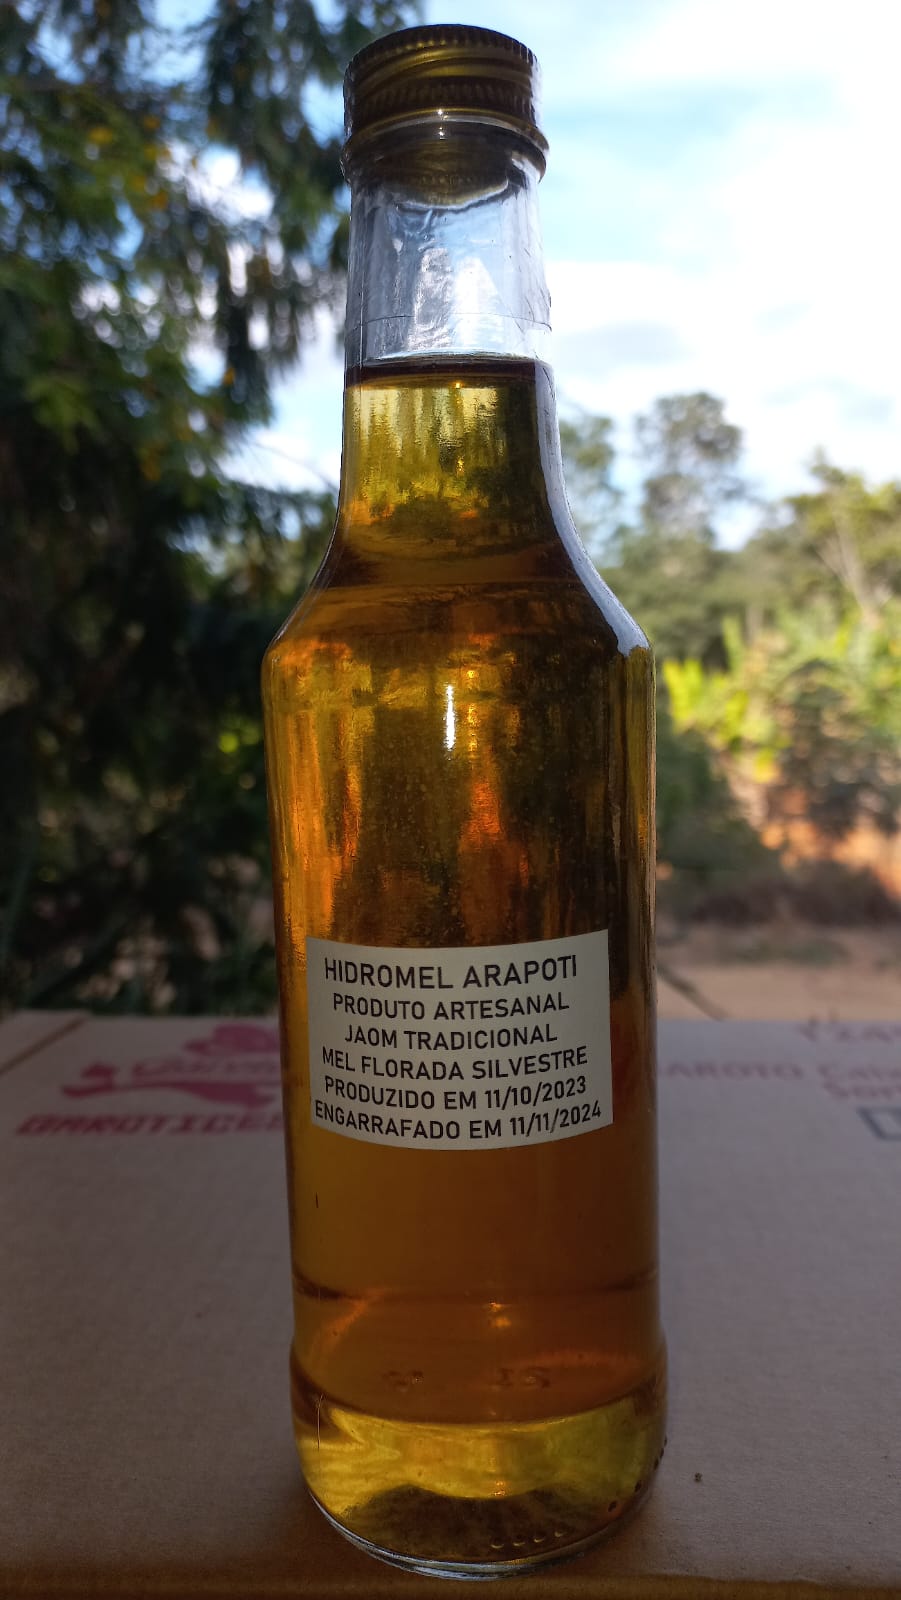 HIDROMEL ARAPOTI
PRODUTO ARTESANAL
JAOM TRADICIONAL
MEL FLORADA SILVESTRE
PRODUZIDO EM 11/10/2023
ENGARRAFADO EM 11/11/2024
GAROTO